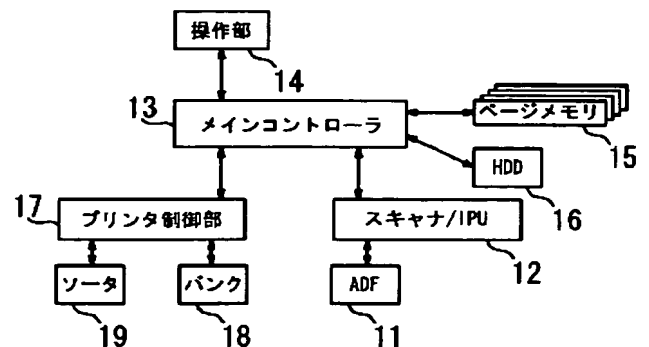 操作部
14
13
メインコントローラ
ページメモリ
15
HDD
16
17
プリンタ制御部
スキャナ/IPU
12
ソータ
19
バンク
18
ADF
11